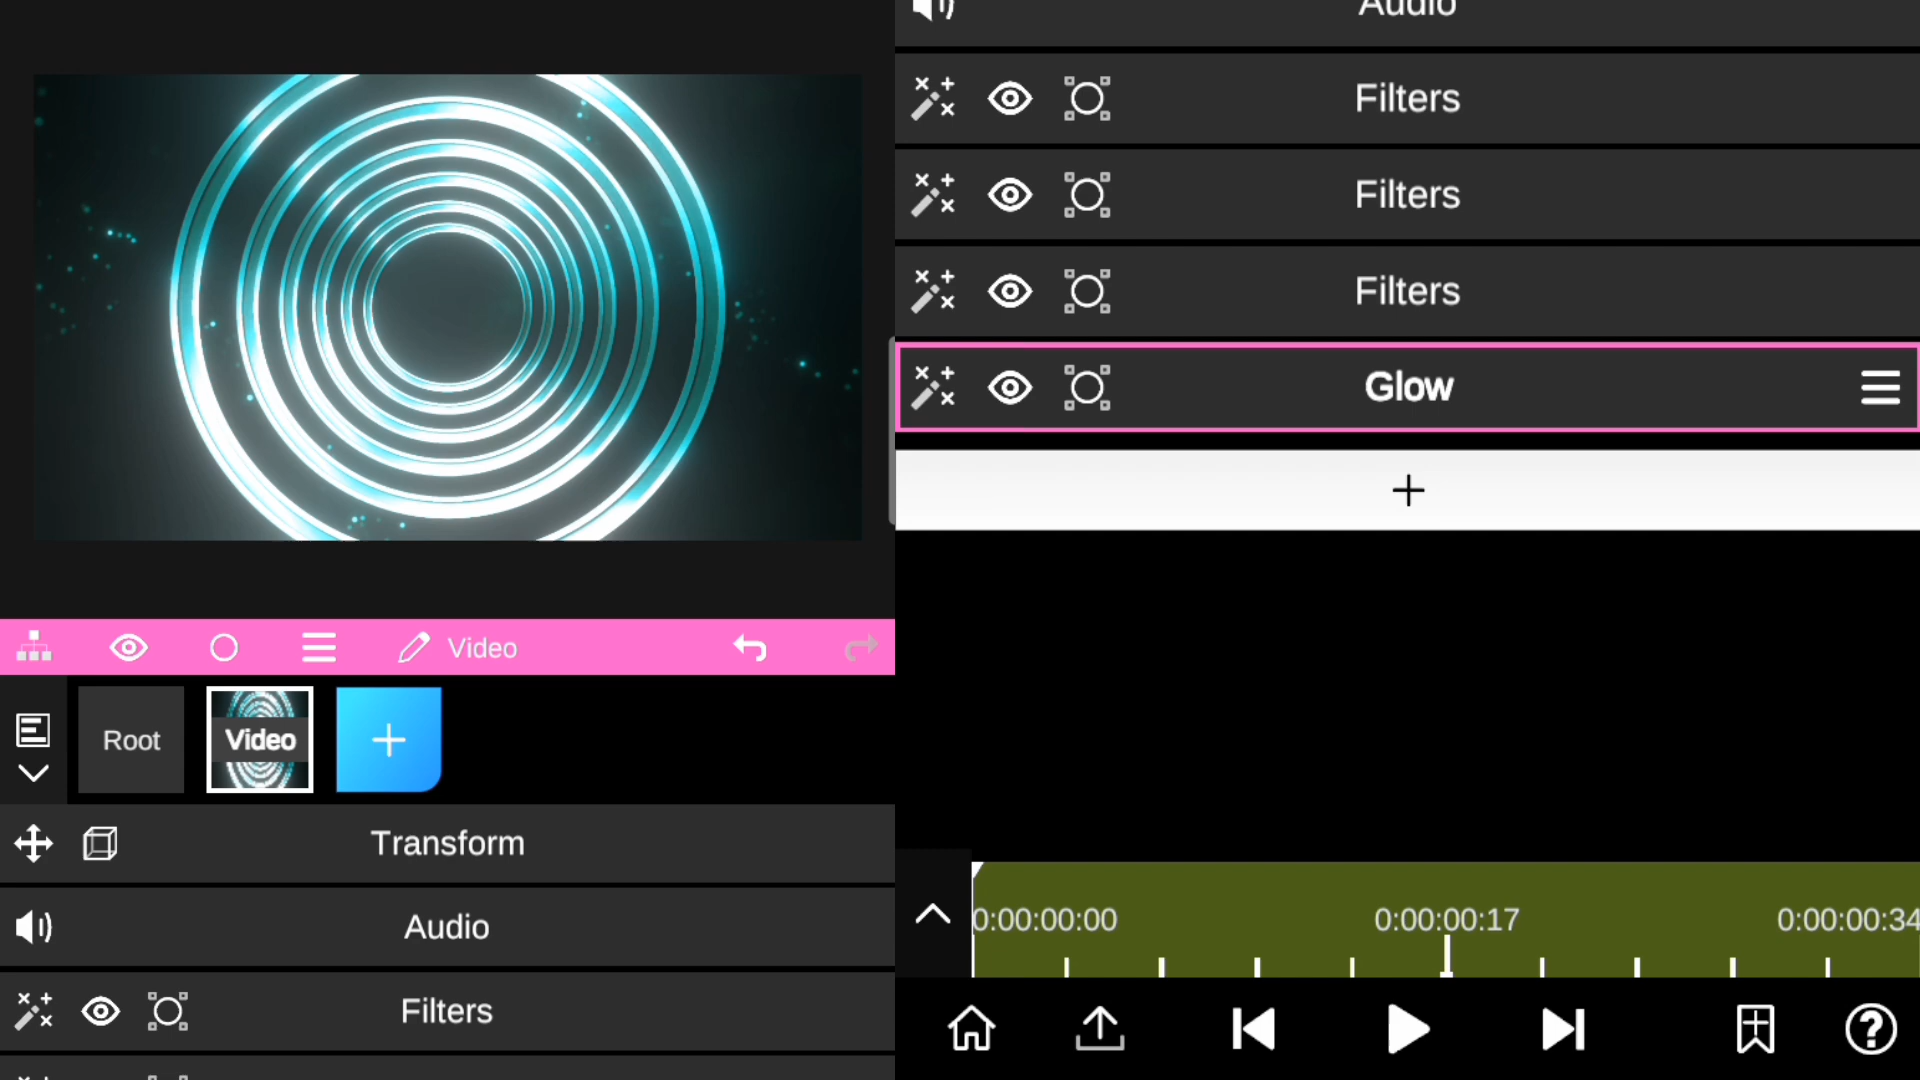 Audio
Filters
Filters
Filters
Glow
Video
Root
Video
Transform
Audio
Filters
0:00:00:00
0:00:00:17
0:00:00:34